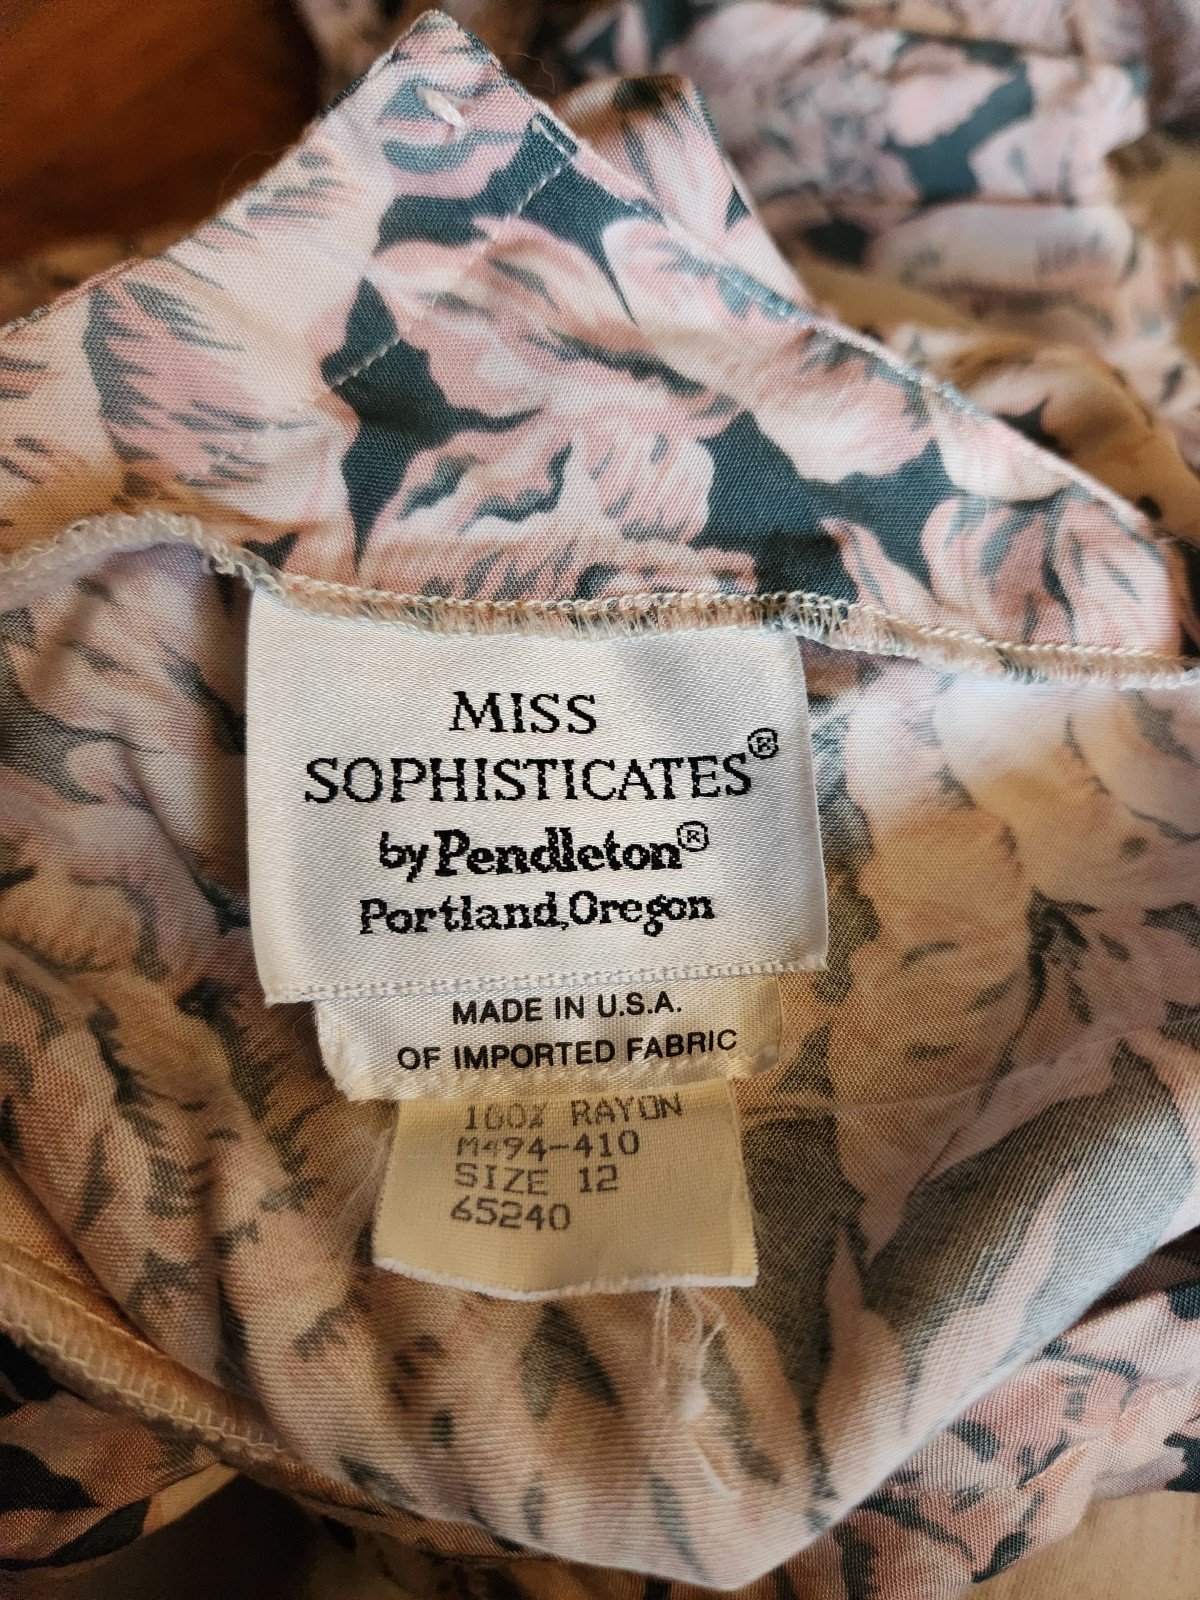 MISS
SOPHISTICATES®
by Pendleton®
Portland, Oregon
MADE IN U.S.A.
OF IMPORTED FABRIC
100% RAYON
M494-410
SIZE 12
65240